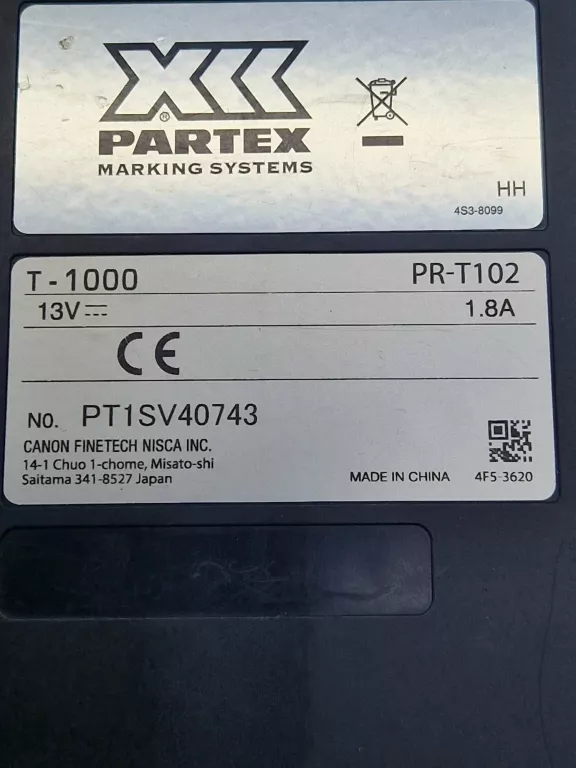 ®
PARTEX
MARKING SYSTEMS
HH
4S3-8099
T-1000 PR-T102
13V⎓ 1.8A
CE
NO. PT1SV40743
CANON FINETECH NISCA INC.
14-1 Chuo 1-chome, Misato-shi
Saitama 341-8527 Japan
MADE IN CHINA 4F5-3620